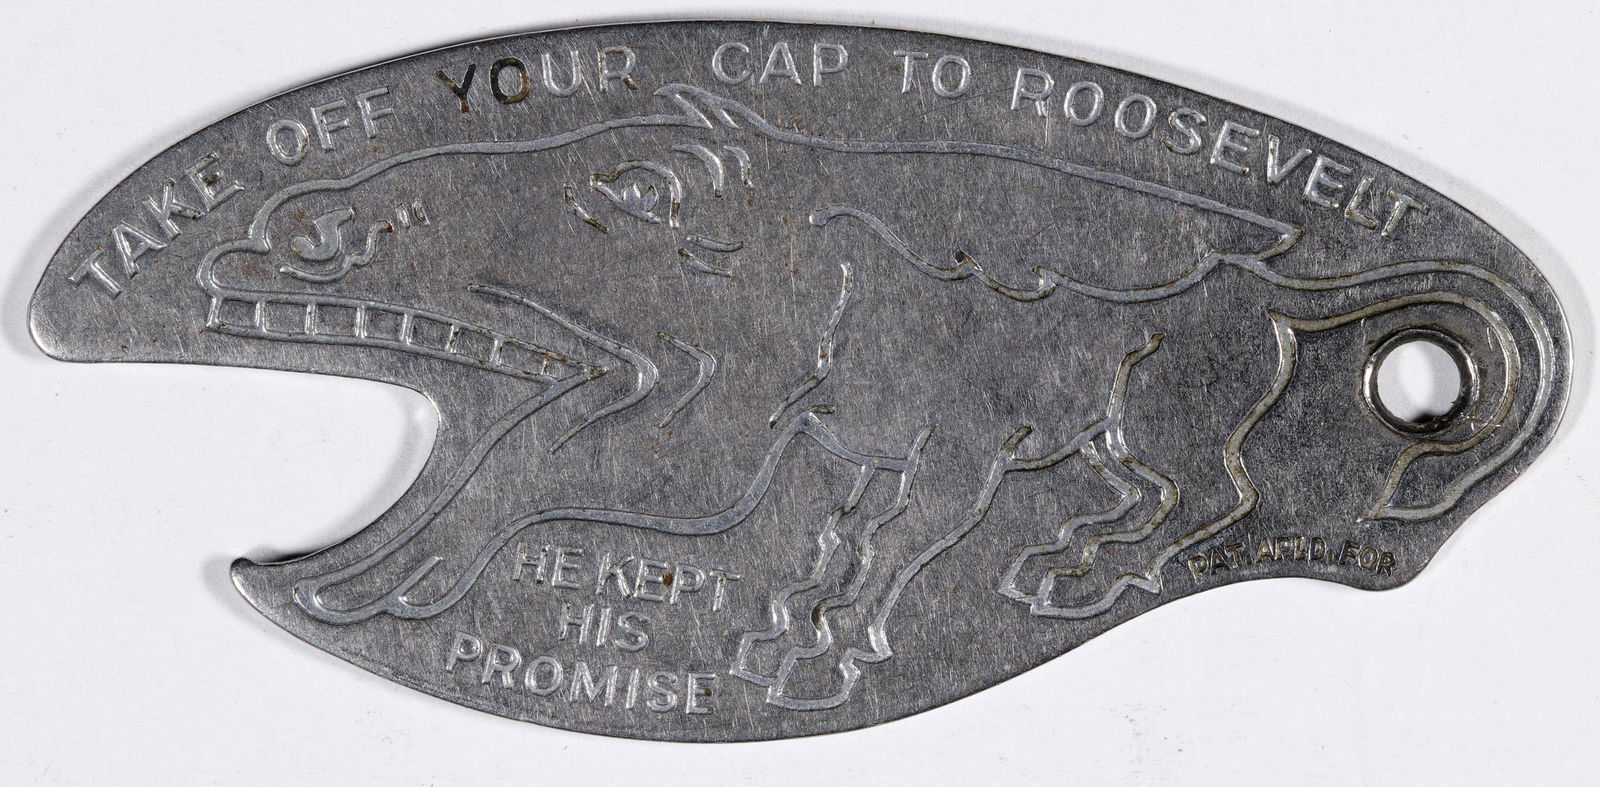 TAKE OFF YOUR CAP TO ROOSEVELT
HE KEPT
HIS
PROMISE
PAT. APLD. FOR